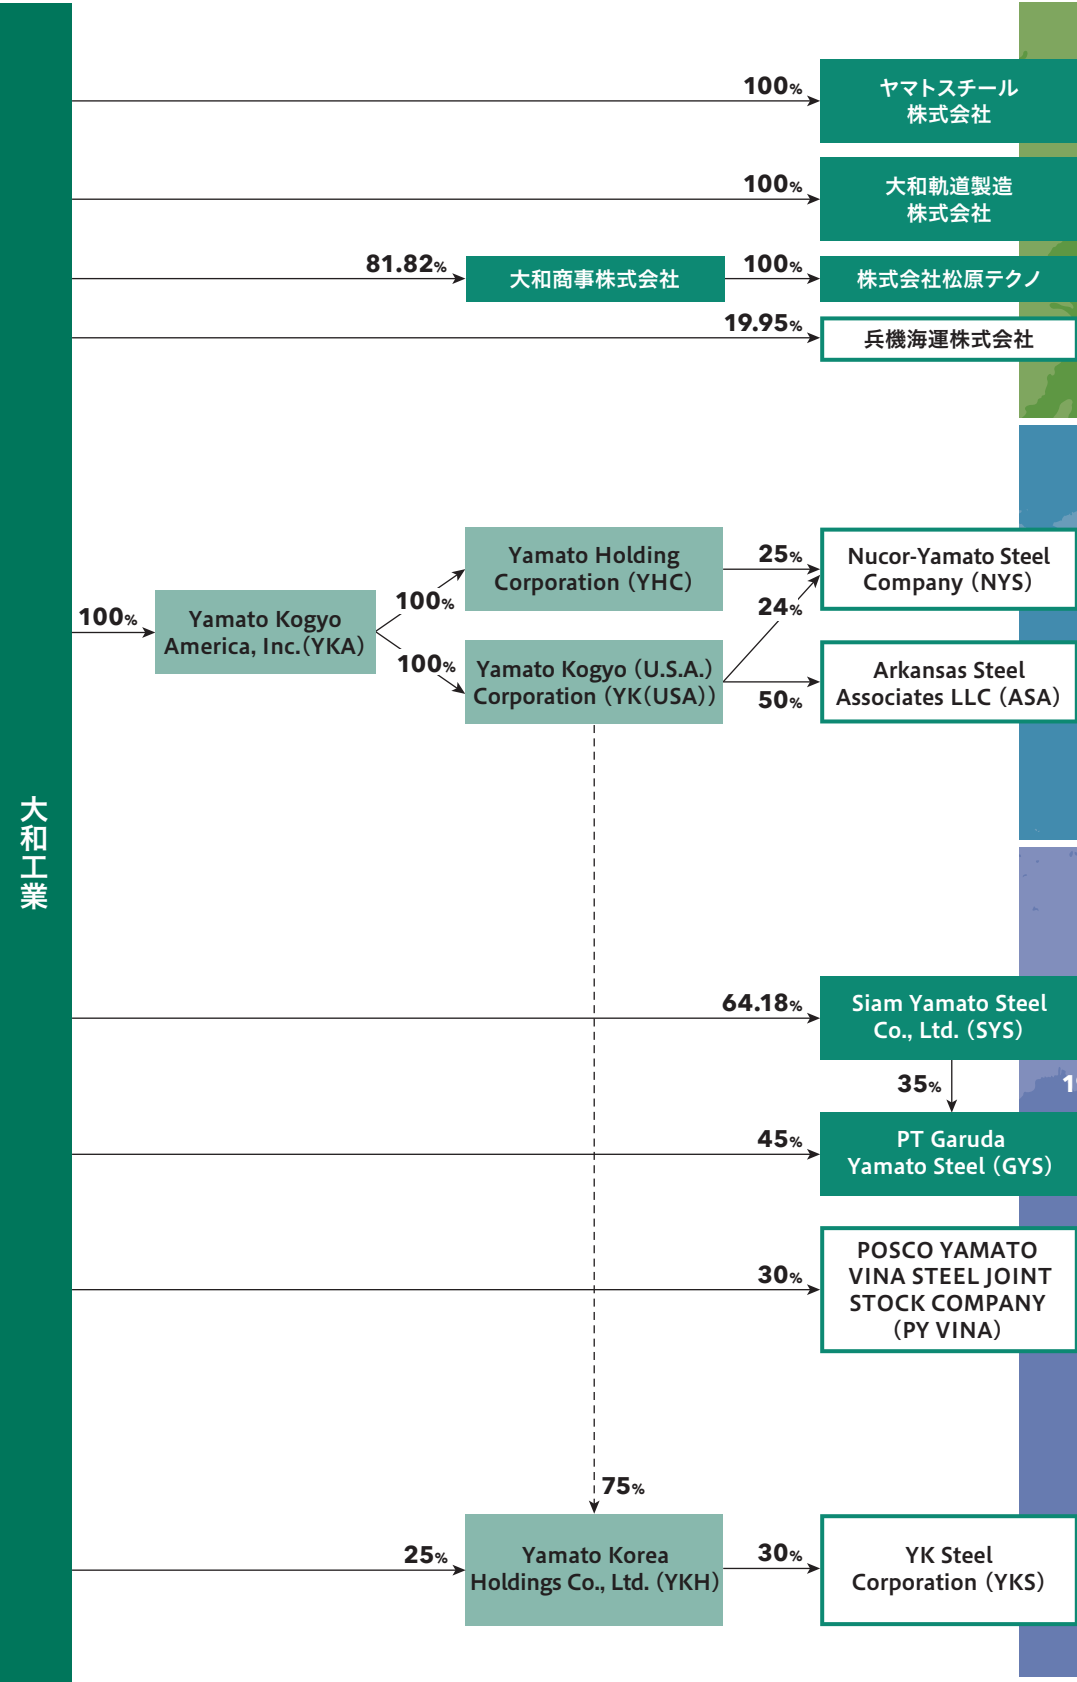 大和工業
100%
ヤマトスチール
株式会社
100%
大和軌道製造
株式会社
81.82%
大和商事株式会社
100%
株式会社松原テクノ
19.95%
兵機海運株式会社
100%
Yamato Kogyo
America, Inc.(YKA)
100%
Yamato Holding
Corporation (YHC)
25%
Nucor-Yamato Steel
Company (NYS)
24%
100%
Yamato Kogyo (U.S.A.)
Corporation (YK(USA))
50%
Arkansas Steel
Associates LLC (ASA)
64.18%
Siam Yamato Steel
Co., Ltd. (SYS)
35%
45%
PT Garuda
Yamato Steel (GYS)
30%
POSCO YAMATO
VINA STEEL JOINT
STOCK COMPANY
(PY VINA)
75%
25%
Yamato Korea
Holdings Co., Ltd. (YKH)
30%
YK Steel
Corporation (YKS)